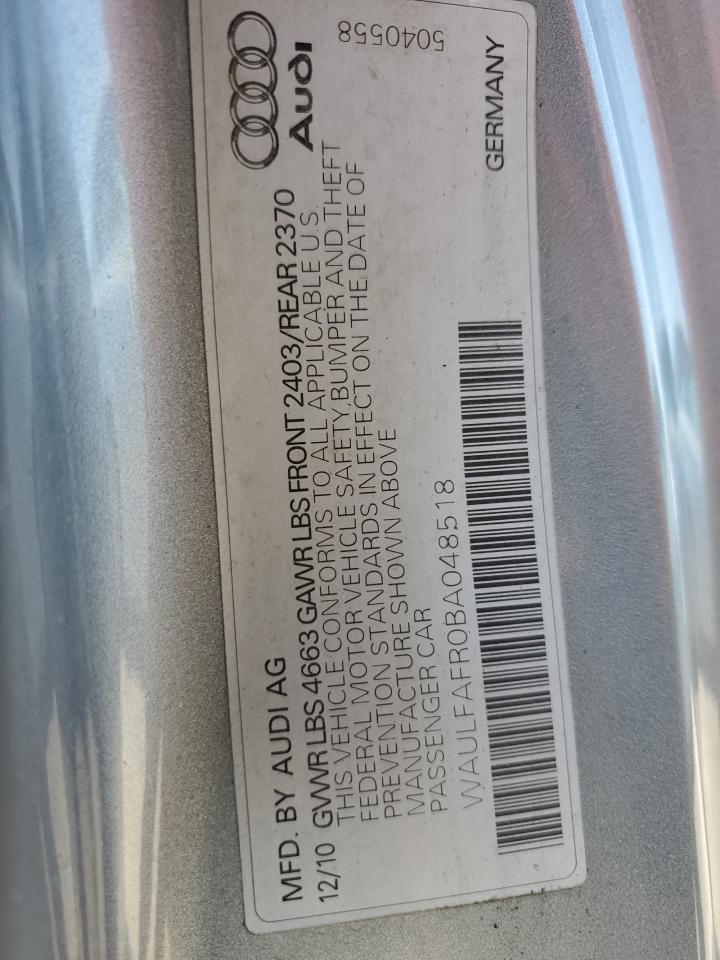 MFD. BY AUDI AG
12/10 GVWR LBS 4663 GAWR LBS FRONT 2403/REAR 2370
THIS VEHICLE CONFORMS TO ALL APPLICABLE U.S.
FEDERAL MOTOR VEHICLE SAFETY,BUMPER AND THEFT
PREVENTION STANDARDS IN EFFECT ON THE DATE OF
MANUFACTURE SHOWN ABOVE
PASSENGER CAR
WAULFAFR0BA048518
Audi
5040558
GERMANY